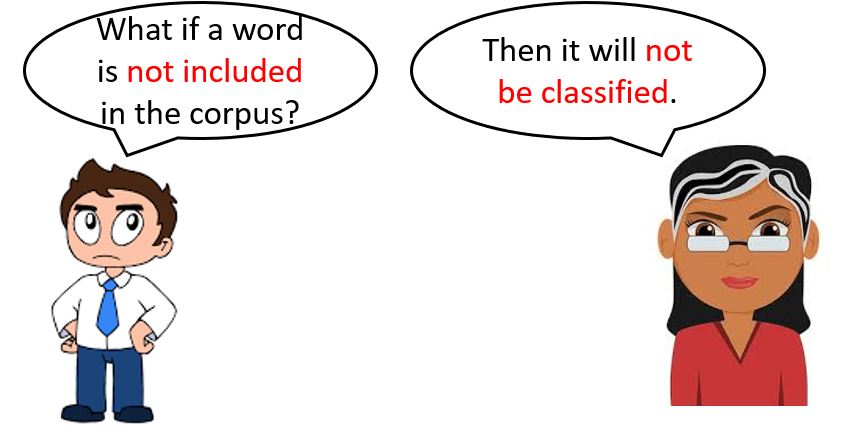 What if a word
is not included
in the corpus?
Then it will not
be classified.